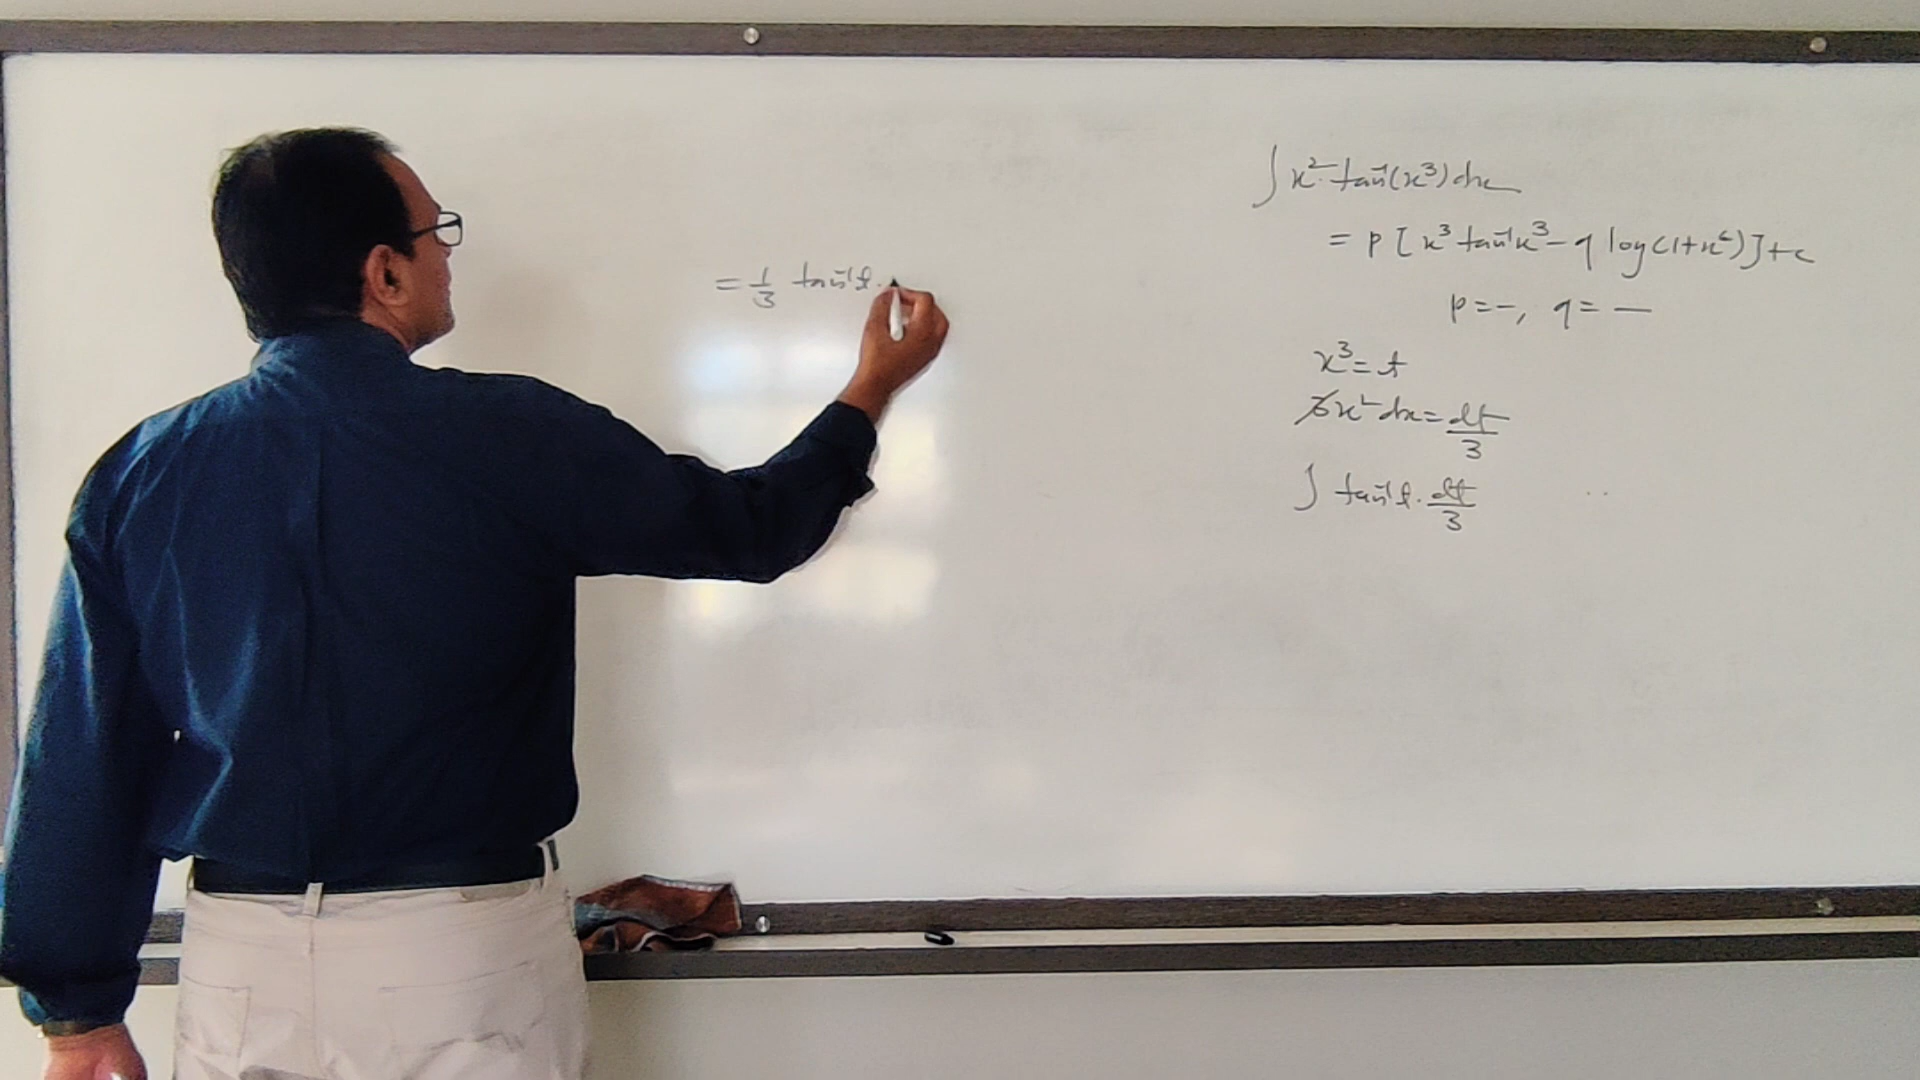 ∫ x². tan⁻¹(x³) dx
= p [ x³ tan⁻¹x³ - q log(1+x⁶) ] + c
p = –, q = —
x³ = t
3x² dx = dt/3
∫ tan⁻¹t. dt/3
= 1/3 tan⁻¹t.